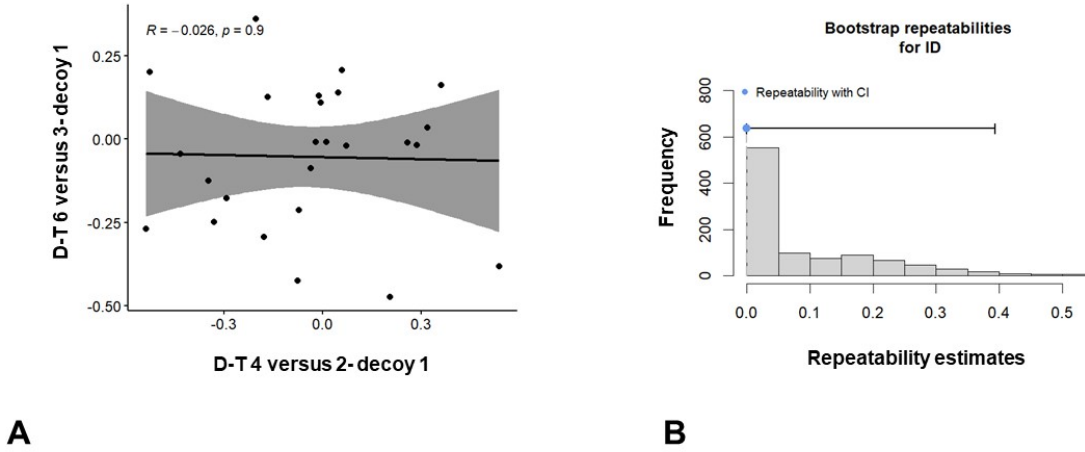 R = −0.026, p = 0.9
D-T 6 versus 3- decoy 1
0.25
0.00
-0.25
-0.50
-0.3
0.0
0.3
D-T 4 versus 2- decoy 1
A
Bootstrap repeatabilities
for ID
Repeatability with CI
Frequency
800
600
400
200
0
0.0
0.1
0.2
0.3
0.4
0.5
Repeatability estimates
B